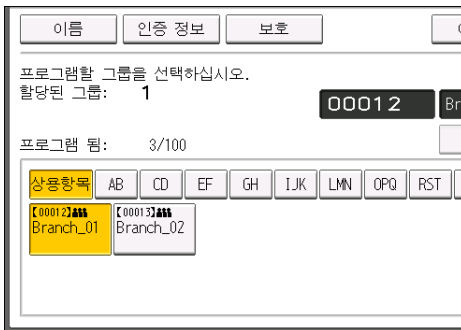 이름 인증 정보 보호
프로그램할 그룹을 선택하십시오.
할당된 그룹: 1
00012 Br
프로그램 됨: 3/100
상용항목 AB CD EF GH IJK LMN OPQ RST
【00012】 【00013】
Branch_01 Branch_02